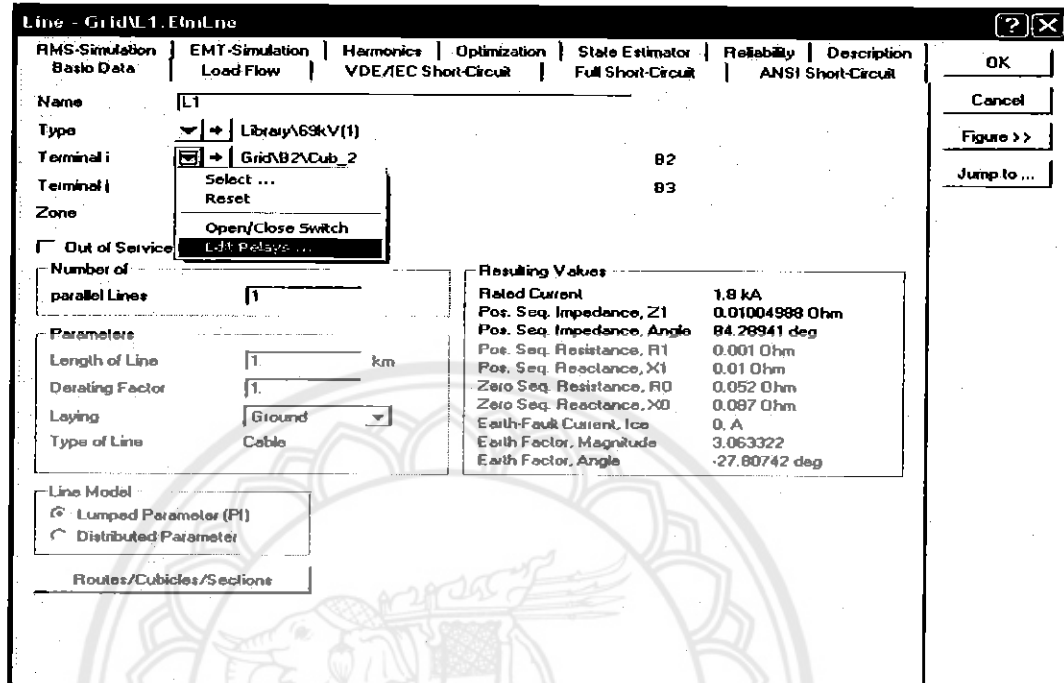 Line - Grid\L1.ElmLne
RMS-Simulation EMT-Simulation Harmonics Optimization State Estimator Reliability Description
Basic Data Load Flow VDE/IEC Short-Circuit Full Short-Circuit ANSI Short-Circuit
OK
Cancel
Figure >>
Jump to ...
Name L1
Type Library\69kV(1)
Terminal i Grid\B2\Cub_2 B2
Terminal j B3
Zone
Select ...
Reset
Open/Close Switch
Edit Relays ...
Out of Service
Number of
parallel Lines 1
Parameters
Length of Line 1. km
Derating Factor 1.
Laying Ground
Type of Line Cable
Resulting Values
Rated Current 1.8 kA
Pos. Seq. Impedance, Z1 0.01004988 Ohm
Pos. Seq. Impedance, Angle 84.28941 deg
Pos. Seq. Resistance, R1 0.001 Ohm
Pos. Seq. Reactance, X1 0.01 Ohm
Zero Seq. Resistance, R0 0.052 Ohm
Zero Seq. Reactance, X0 0.087 Ohm
Earth-Fault Current, Ice 0. A
Earth Factor, Magnitude 3.063322
Earth Factor, Angle -27.80742 deg
Line Model
Lumped Parameter (PI)
Distributed Parameter
Routes/Cubicles/Sections